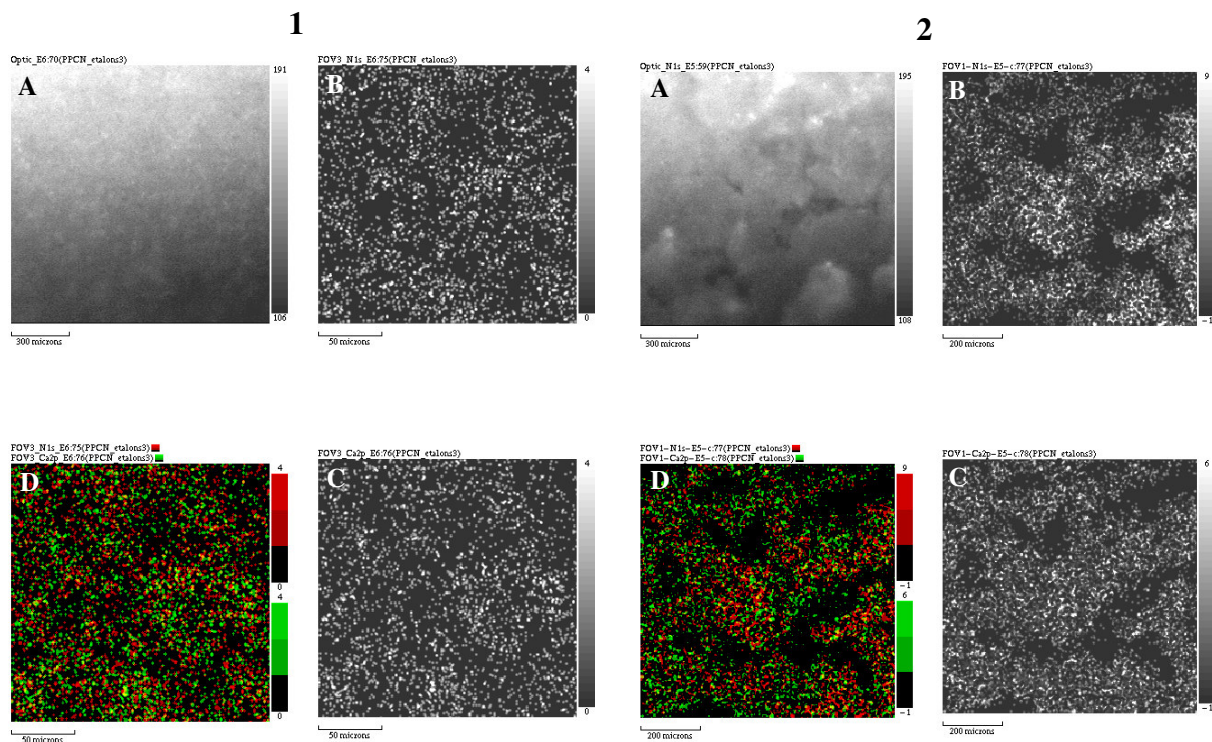 1
2
Optic_E6:70(PPCN_etalons3)
A
191
106
300 microns
FOV3_N1s_E6:75(PPCN_etalons3)
B
4
0
50 microns
Optic_N1s_E5:59(PPCN_etalons3)
A
195
108
300 microns
FOV1-N1s-E5-c:77(PPCN_etalons3)
B
9
-1
200 microns
FOV3_N1s_E6:75(PPCN_etalons3)
FOV3_Ca2p_E6:76(PPCN_etalons3)
D
4
0
4
0
50 microns
FOV3_Ca2p_E6:76(PPCN_etalons3)
C
4
0
50 microns
FOV1-N1s-E5-c:77(PPCN_etalons3)
FOV1-Ca2p-E5-c:78(PPCN_etalons3)
D
9
-1
6
-1
200 microns
FOV1-Ca2p-E5-c:78(PPCN_etalons3)
C
6
-1
200 microns